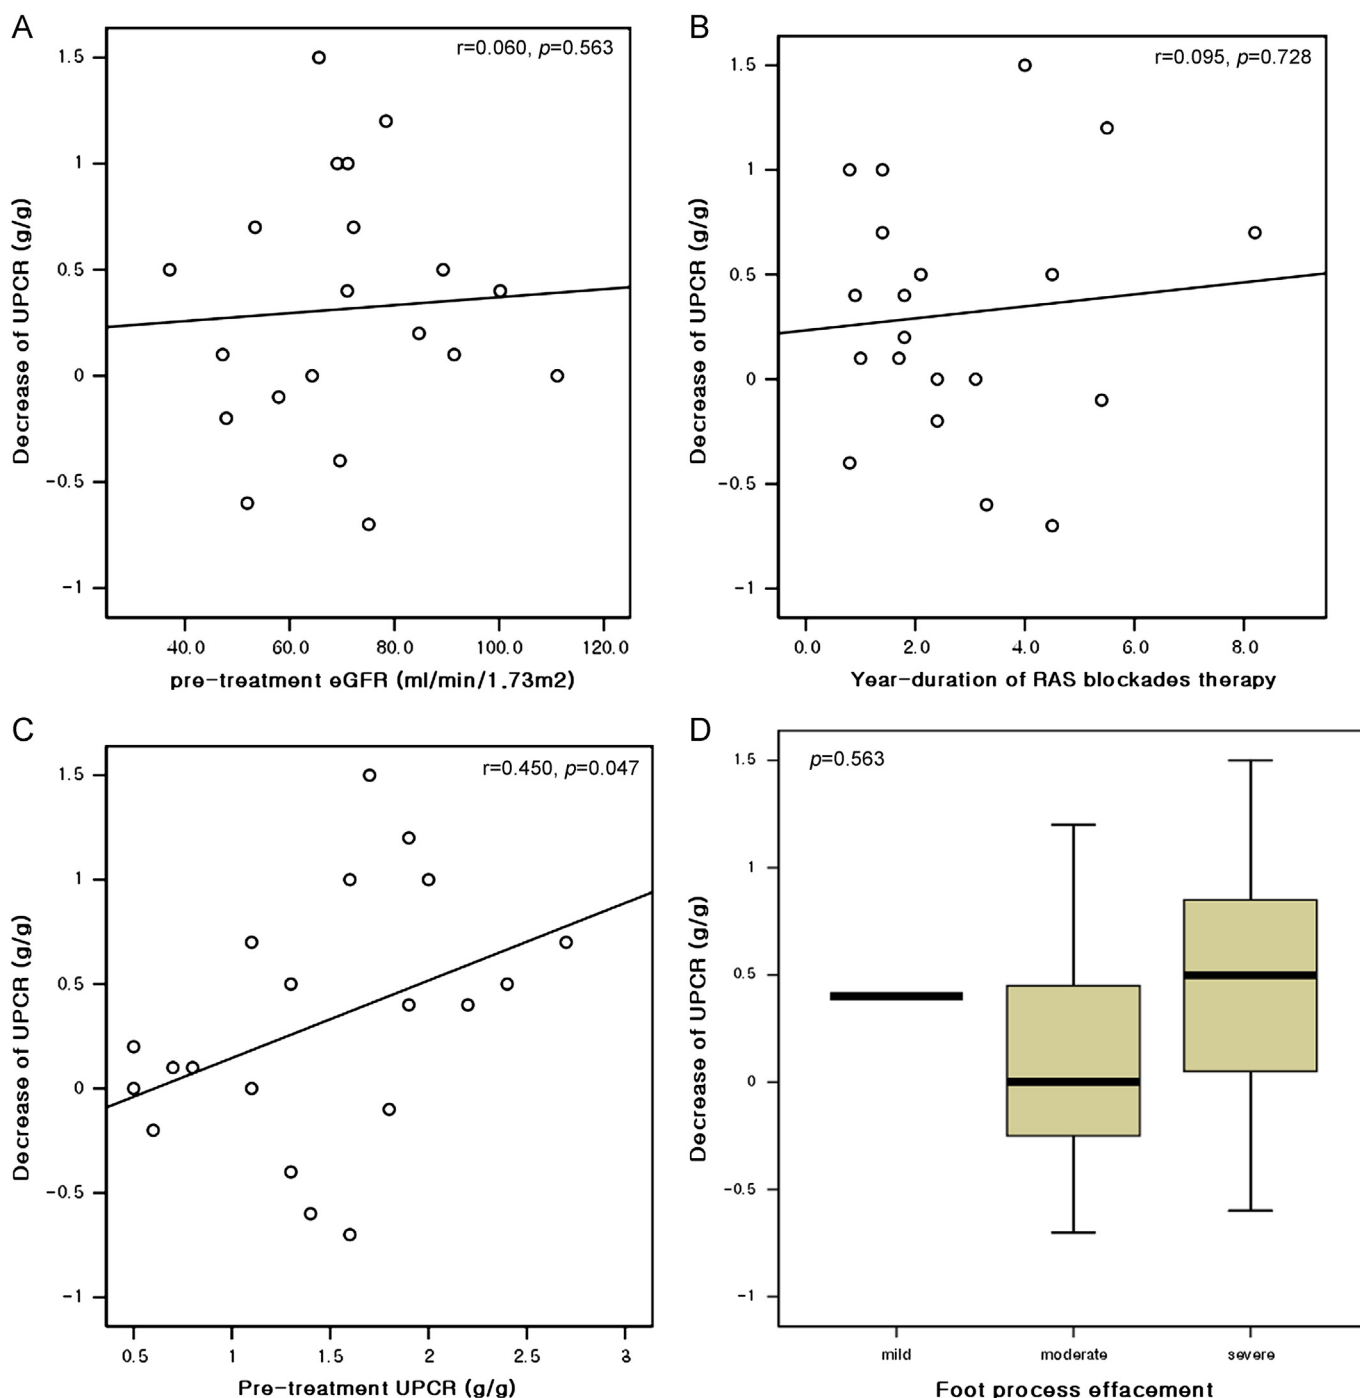 A
r=0.060, p=0.563
Decrease of UPCR (g/g)
1.5
1
0.5
0
-0.5
-1
40.0 60.0 80.0 100.0 120.0
pre-treatment eGFR (ml/min/1.73m2)
B
r=0.095, p=0.728
Decrease of UPCR (g/g)
1.5
1
0.5
0
-0.5
-1
0.0 2.0 4.0 6.0 8.0
Year-duration of RAS blockades therapy
C
r=0.450, p=0.047
Decrease of UPCR (g/g)
1.5
1
0.5
0
-0.5
-1
0.5 1 1.5 2 2.5 3
Pre-treatment UPCR (g/g)
D
p=0.563
Decrease of UPCR (g/g)
1.5
1
0.5
0
-0.5
-1
mild moderate severe
Foot process effacement